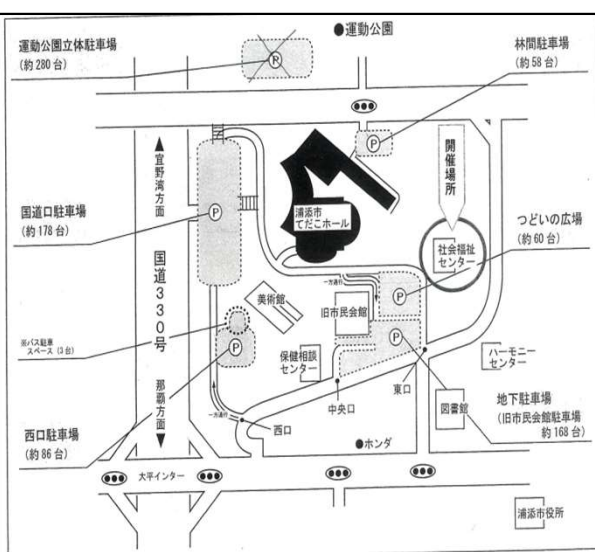 運動公園立体駐車場
(約280台)
●運動公園
林間駐車場
(約58台)
▲宜野湾方面
国道330号
那覇方面▼
国道口駐車場
(約178台)
浦添市
てだこホール
開催場所
つどいの広場
(約60台)
社会福祉
センター
一方通行
美術館
旧市民会館
※バス駐車
スペース(3台)
保健相談
センター
ハーモニー
センター
東口
中央口
図書館
地下駐車場
(旧市民会館駐車場
約168台)
西口駐車場
(約86台)
一方通行
西口
●ホンダ
大平インター
浦添市役所
P
P
P
P
P